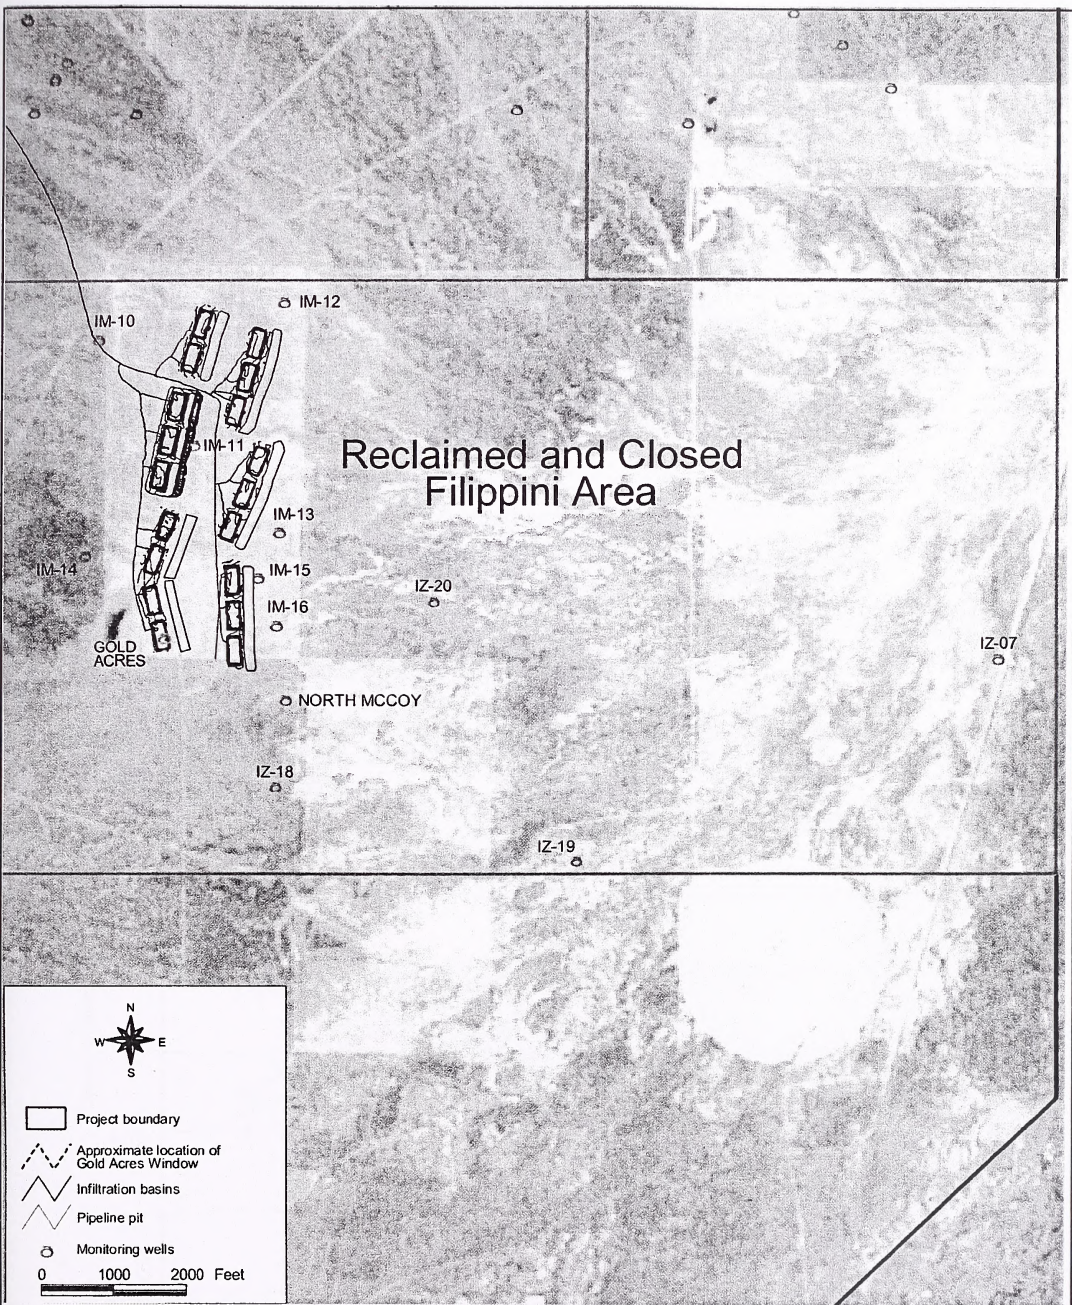 IM-12
IM-10
IM-11
Reclaimed and Closed
Filippini Area
IM-13
IM-14
IM-15
IZ-20
IM-16
GOLD
ACRES
IZ-07
NORTH MCCOY
IZ-18
IZ-19
N
W E
S
Project boundary
Approximate location of
Gold Acres Window
Infiltration basins
Pipeline pit
Monitoring wells
0 1000 2000 Feet